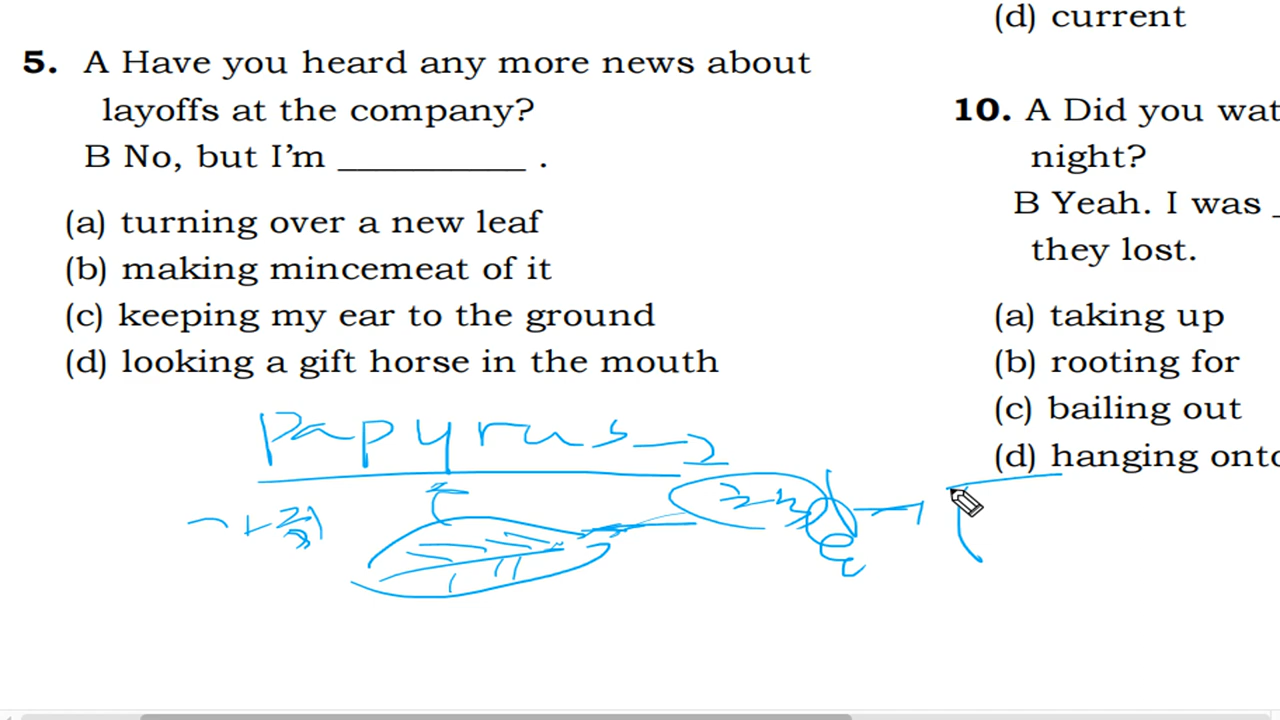 5. A Have you heard any more news about
layoffs at the company?
B No, but I'm __________ .
(a) turning over a new leaf
(b) making mincemeat of it
(c) keeping my ear to the ground
(d) looking a gift horse in the mouth
papyrus
(d) current
10. A Did you wat
night?
B Yeah. I was _
they lost.
(a) taking up
(b) rooting for
(c) bailing out
(d) hanging onto